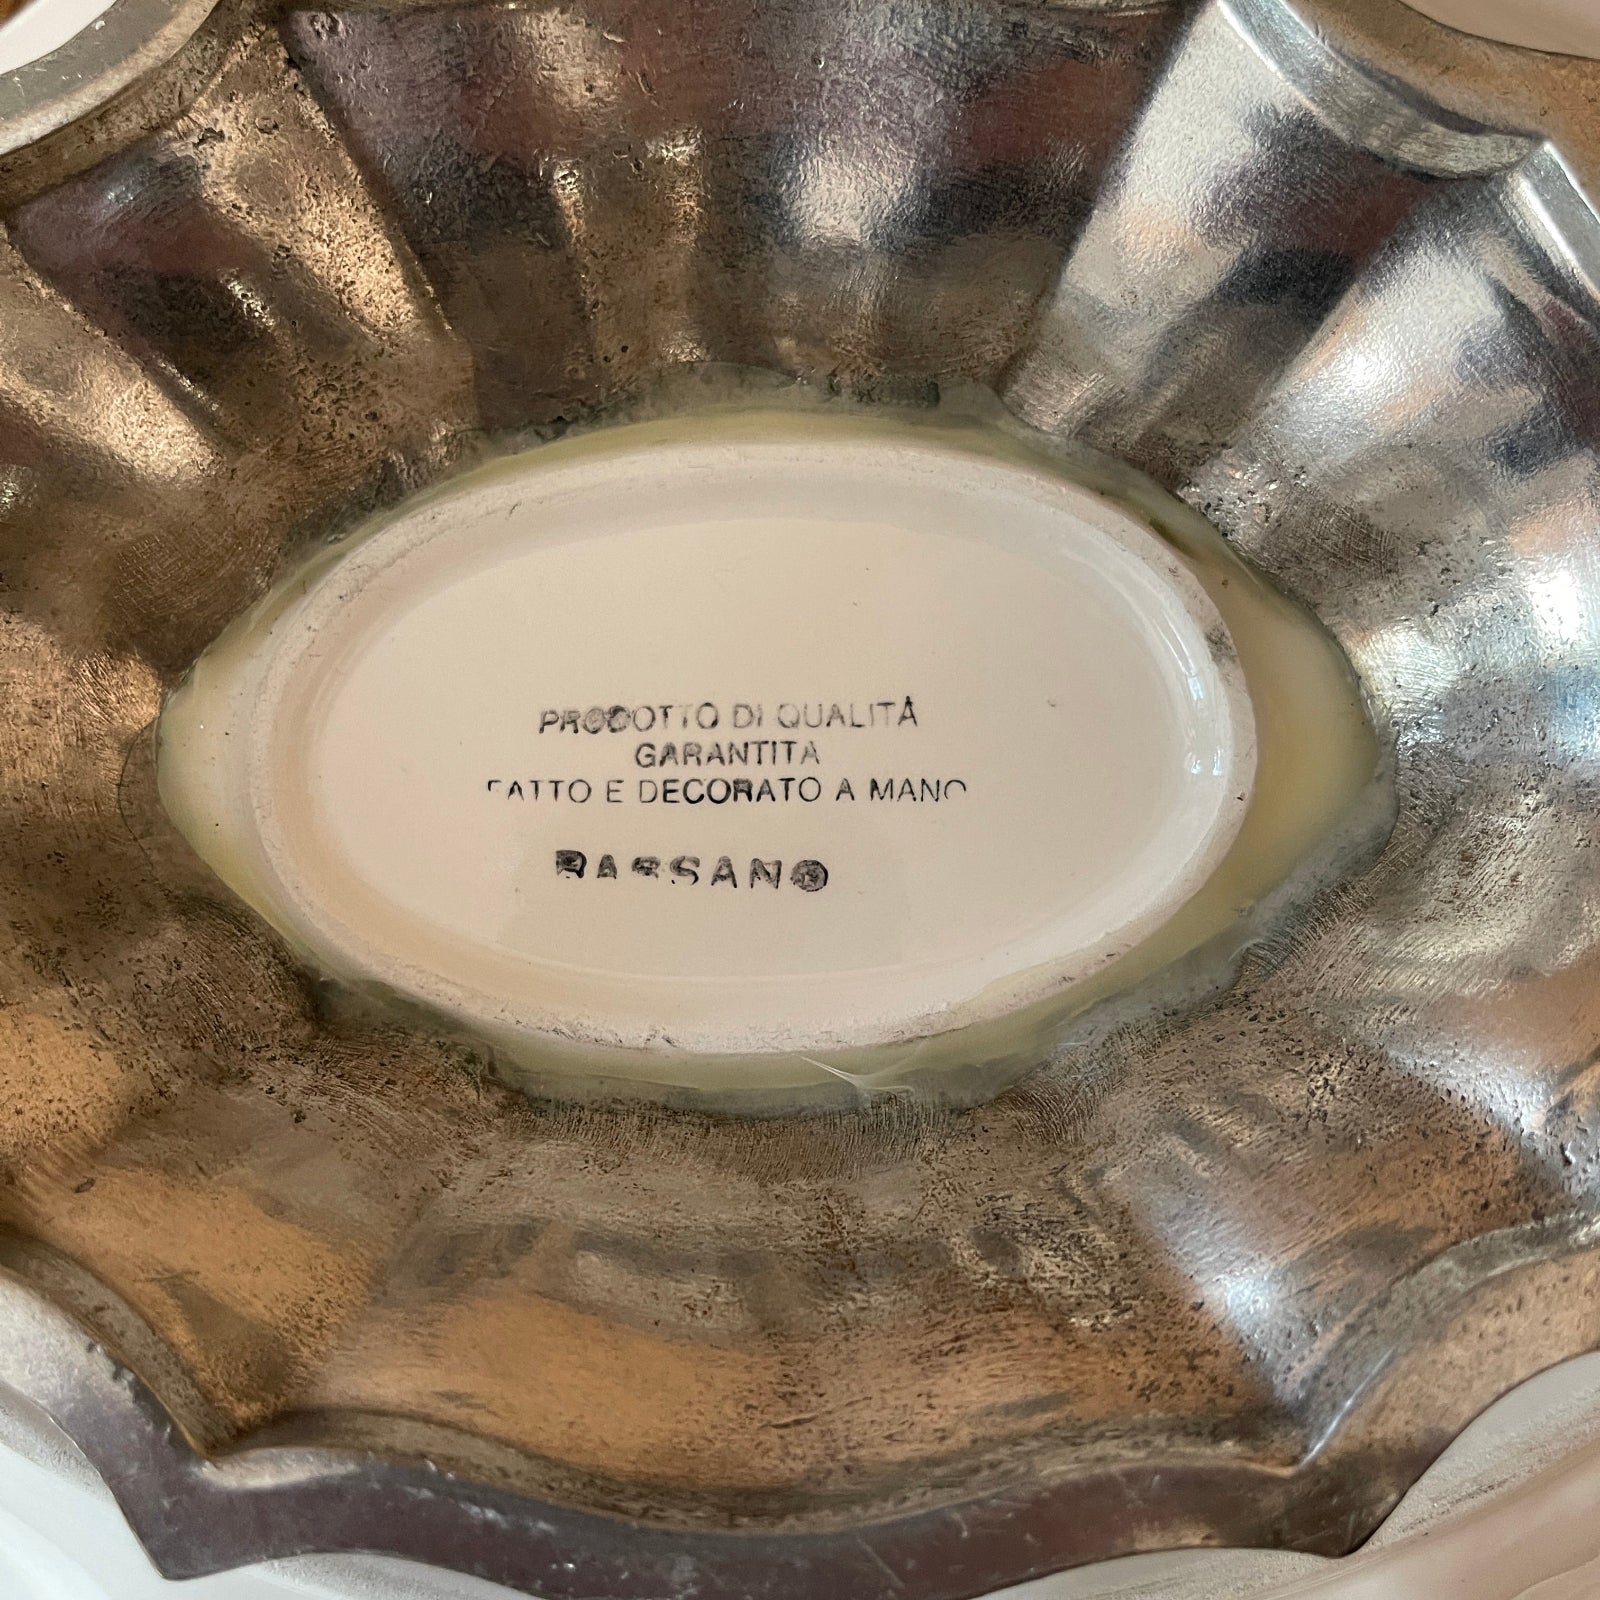 PRODOTTO DI QUALITÀ
GARANTITA
FATTO E DECORATO A MANO
BASSANO